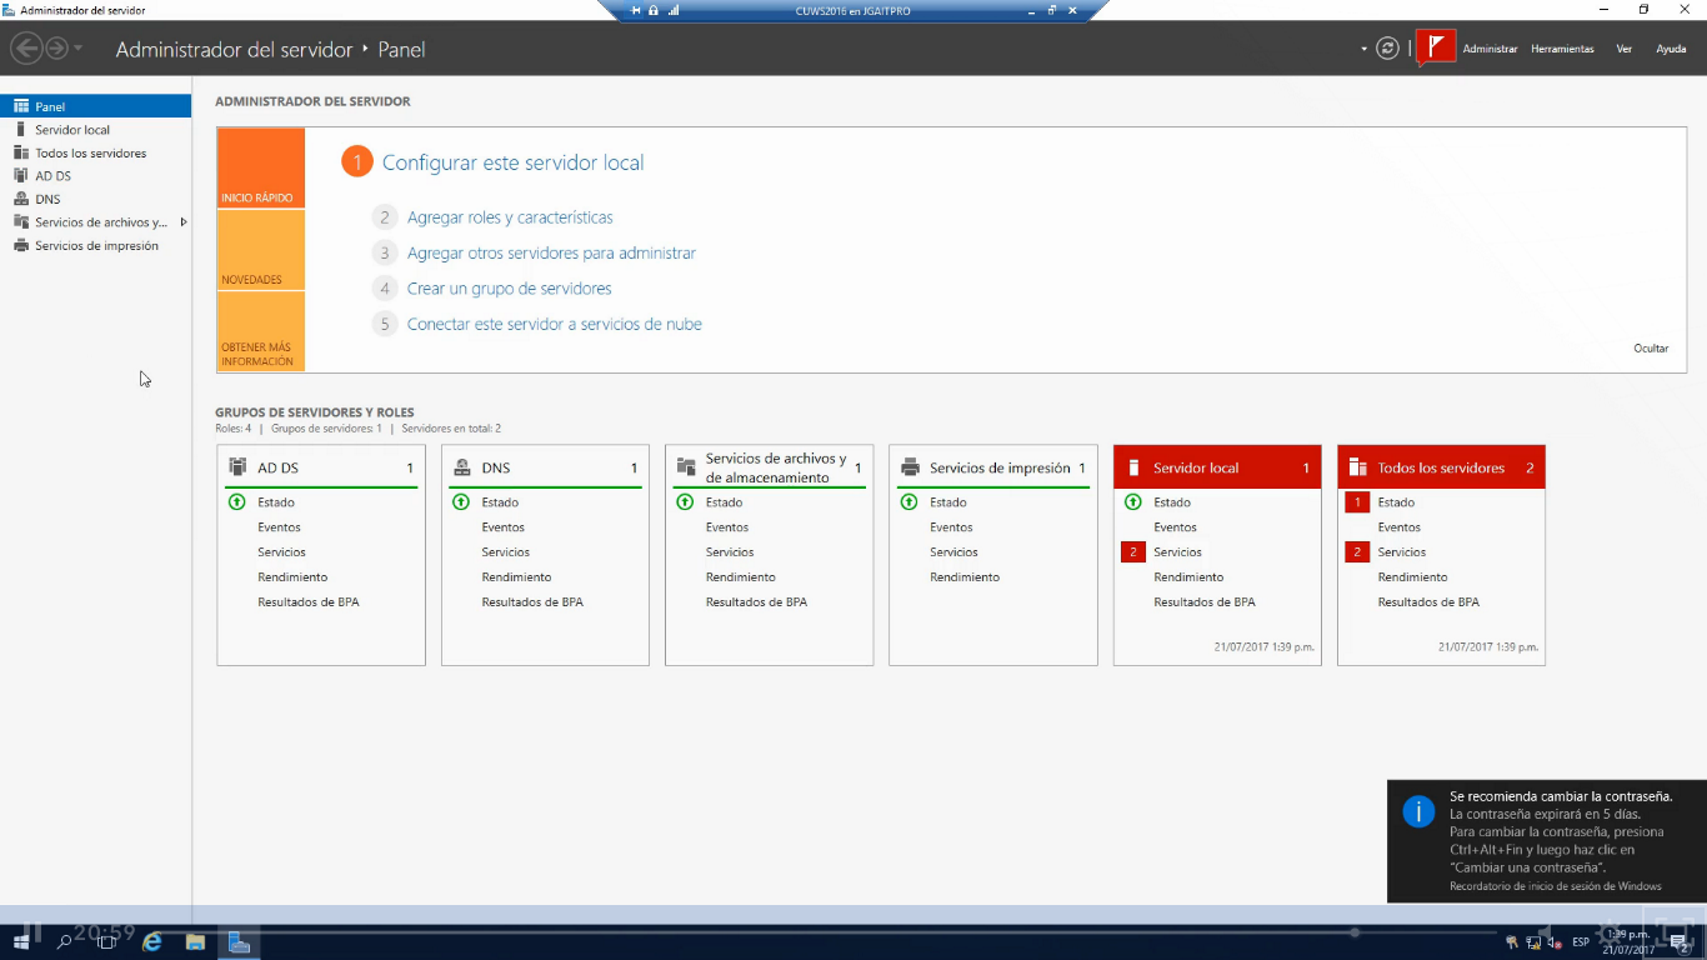 Administrador del servidor
CUWS2016 en JGAITPRO
Administrador del servidor ‣ Panel
Administrar Herramientas Ver Ayuda
Panel
Servidor local
Todos los servidores
AD DS
DNS
Servicios de archivos y...
Servicios de impresión
ADMINISTRADOR DEL SERVIDOR
INICIO RÁPIDO
NOVEDADES
OBTENER MÁS
INFORMACIÓN
1 Configurar este servidor local
2 Agregar roles y características
3 Agregar otros servidores para administrar
4 Crear un grupo de servidores
5 Conectar este servidor a servicios de nube
Ocultar
GRUPOS DE SERVIDORES Y ROLES
Roles: 4 | Grupos de servidores: 1 | Servidores en total: 2
AD DS 1
Estado
Eventos
Servicios
Rendimiento
Resultados de BPA
DNS 1
Estado
Eventos
Servicios
Rendimiento
Resultados de BPA
Servicios de archivos y
de almacenamiento 1
Estado
Eventos
Servicios
Rendimiento
Resultados de BPA
Servicios de impresión 1
Estado
Eventos
Servicios
Rendimiento
Servidor local 1
Estado
Eventos
2 Servicios
Rendimiento
Resultados de BPA
21/07/2017 1:39 p.m.
Todos los servidores 2
1 Estado
Eventos
2 Servicios
Rendimiento
Resultados de BPA
21/07/2017 1:39 p.m.
Se recomienda cambiar la contraseña.
La contraseña expirará en 5 días.
Para cambiar la contraseña, presiona
Ctrl+Alt+Fin y luego haz clic en
"Cambiar una contraseña".
Recordatorio de inicio de sesión de Windows
20:59
ESP
1:39 p.m.
21/07/2017
2